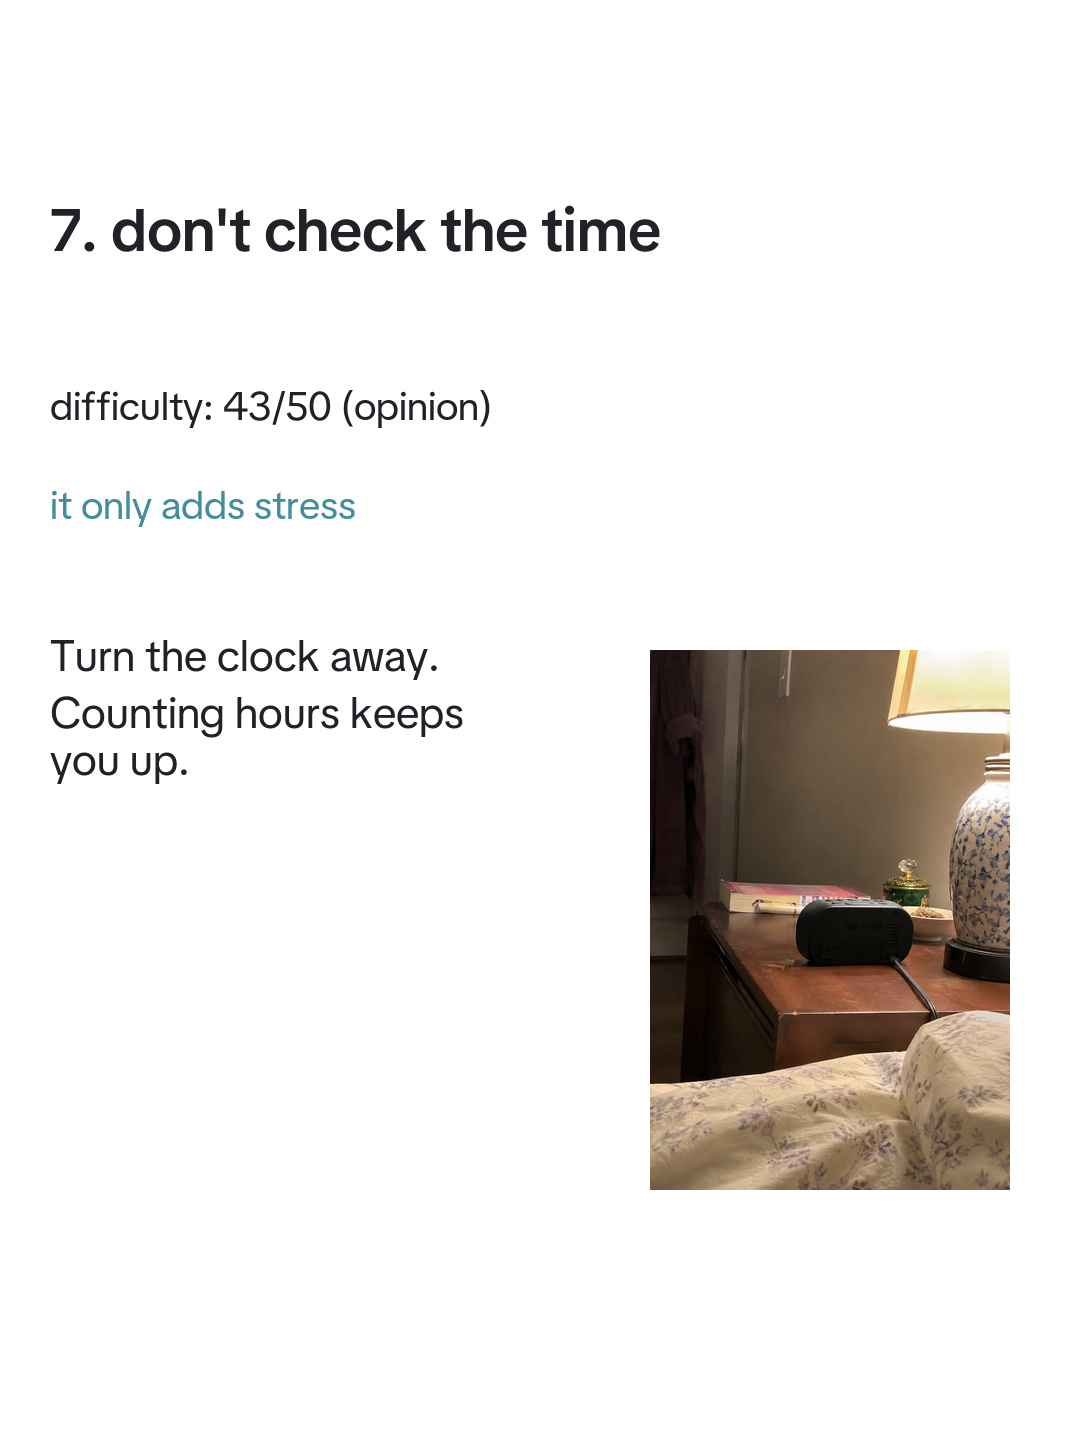 7. don't check the time
difficulty: 43/50 (opinion)
it only adds stress
Turn the clock away.
Counting hours keeps
you up.